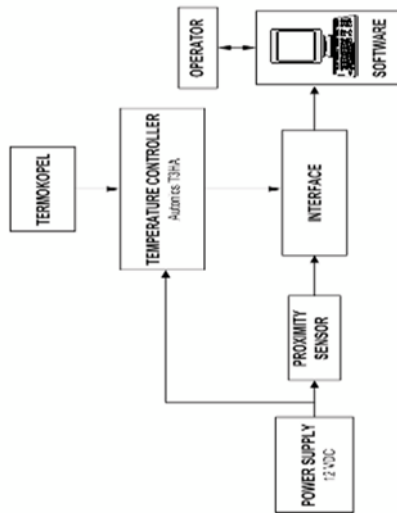 TERMOKOPEL
TEMPERATURE CONTROLLER
Autonics T3HA
OPERATOR
POWER SUPPLY
12 VDC
PROXIMITY
SENSOR
INTERFACE
SOFTWARE